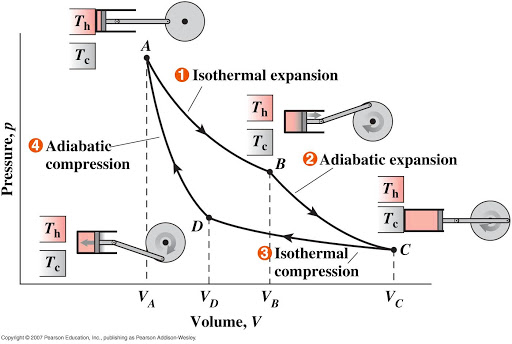 Th
Tc
A
1 Isothermal expansion
Th
Tc
4 Adiabatic
compression
B
2 Adiabatic expansion
Th
Tc
Pressure, p
D
Th
Tc
C
3 Isothermal
compression
VA
VD
VB
VC
Volume, V
Copyright © 2007 Pearson Education, Inc., publishing as Pearson Addison-Wesley.